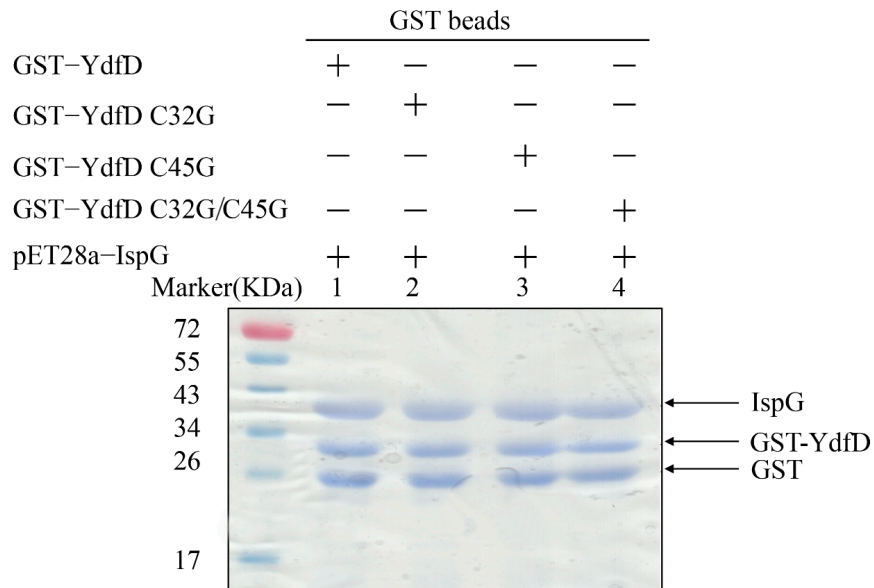 GST beads
GST−YdfD + − − −
GST−YdfD C32G − + − −
GST−YdfD C45G − − + −
GST−YdfD C32G/C45G − − − +
pET28a−IspG + + + +
Marker(KDa) 1 2 3 4
72
55
43
IspG
34
GST-YdfD
26
GST
17